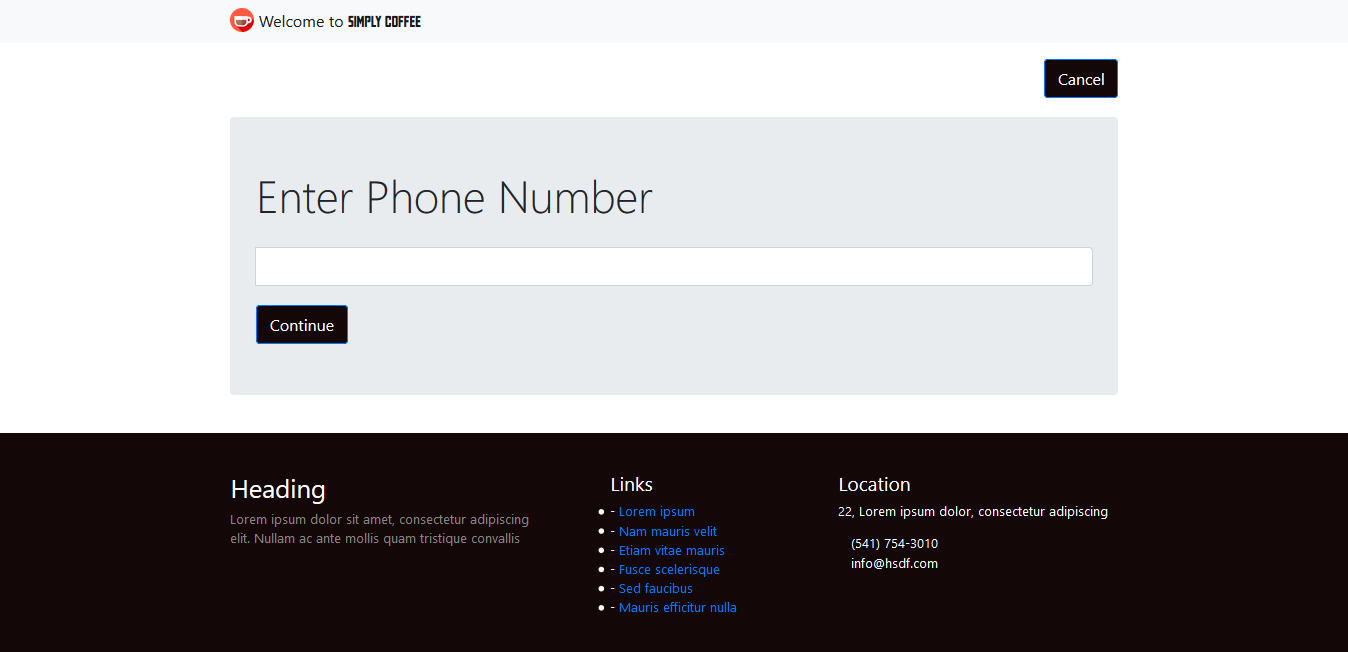 Welcome to SIMPLY COFFEE
Cancel
Enter Phone Number
Continue
Heading
Lorem ipsum dolor sit amet, consectetur adipiscing
elit. Nullam ac ante mollis quam tristique convallis
Links
- Lorem ipsum
- Nam mauris velit
- Etiam vitae mauris
- Fusce scelerisque
- Sed faucibus
- Mauris efficitur nulla
Location
22, Lorem ipsum dolor, consectetur adipiscing
(541) 754-3010
info@hsdf.com